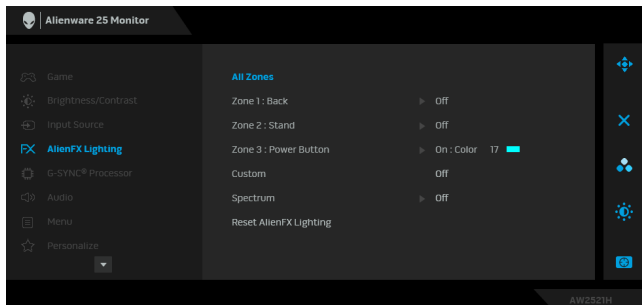 Alienware 25 Monitor
Game
Brightness/Contrast
Input Source
FX AlienFX Lighting
G-SYNC® Processor
Audio
Menu
Personalize
All Zones
Zone 1 : Back Off
Zone 2 : Stand Off
Zone 3 : Power Button On : Color 17
Custom Off
Spectrum Off
Reset AlienFX Lighting
AW2521H